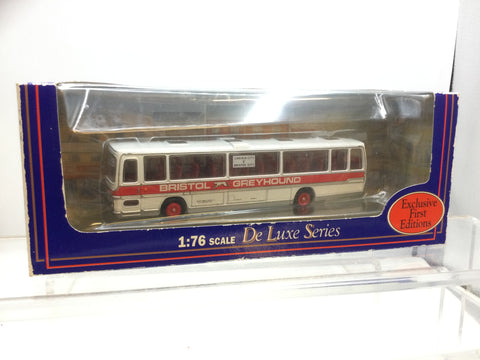 BRISTOL GREYHOUND
1:76 SCALE De Luxe Series
Exclusive
First
Editions